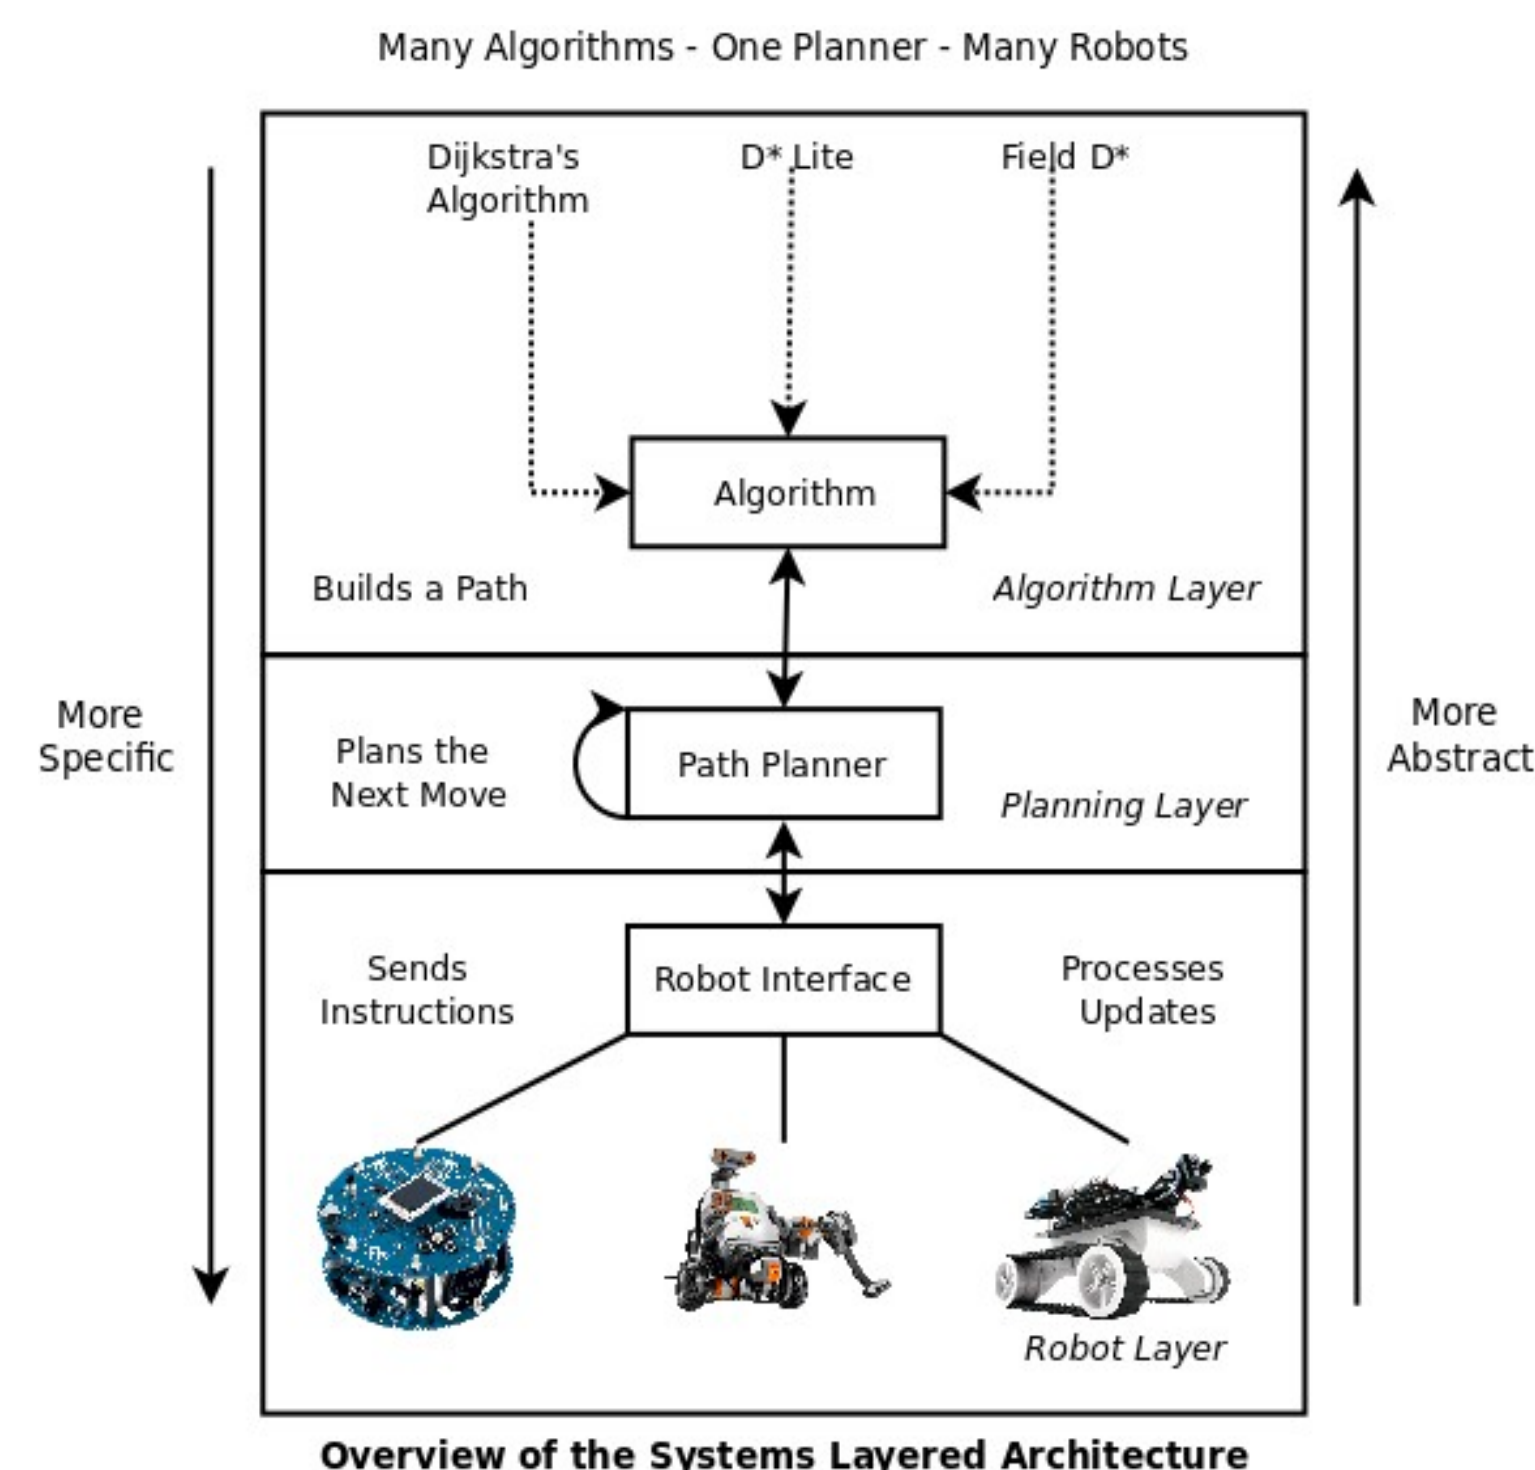 Many Algorithms - One Planner - Many Robots
Dijkstra's
Algorithm
D* Lite
Field D*
Algorithm
Builds a Path
Algorithm Layer
More
Specific
Plans the
Next Move
Path Planner
Planning Layer
More
Abstract
Sends
Instructions
Robot Interface
Processes
Updates
Robot Layer
Overview of the Systems Layered Architecture